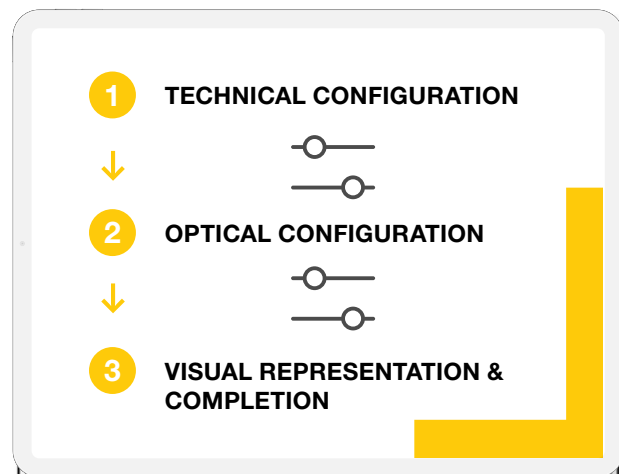 1 TECHNICAL CONFIGURATION
2 OPTICAL CONFIGURATION
3 VISUAL REPRESENTATION &
COMPLETION